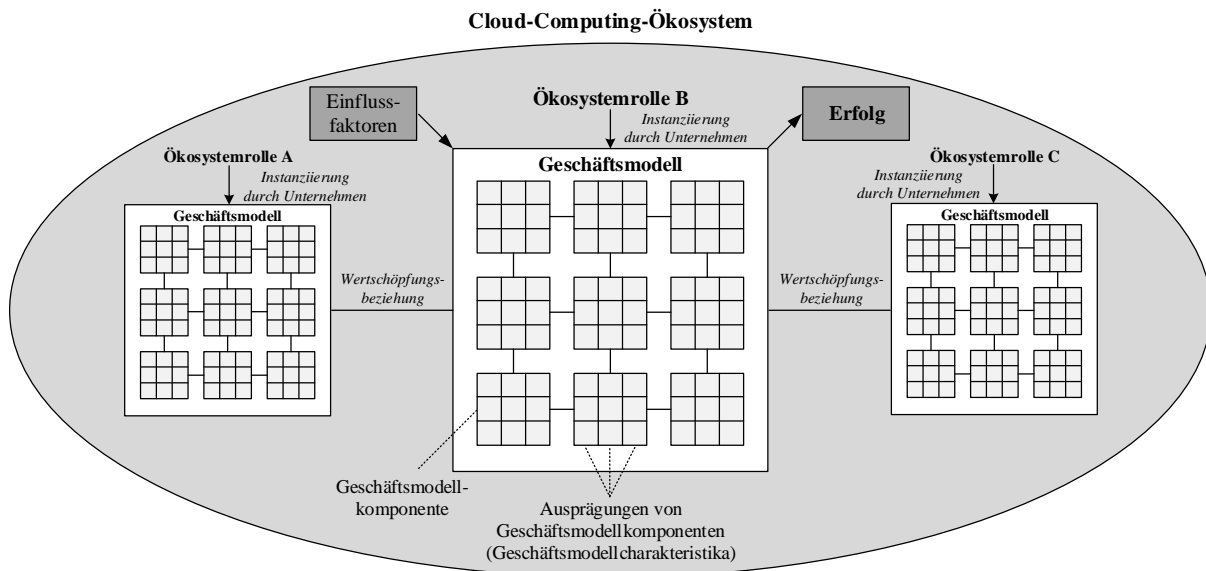 Cloud-Computing-Ökosystem
Einfluss-
faktoren
Ökosystemrolle B
Instanziierung
durch Unternehmen
Erfolg
Ökosystemrolle A
Instanziierung
durch Unternehmen
Geschäftsmodell
Wertschöpfungs-
beziehung
Geschäftsmodell
Wertschöpfungs-
beziehung
Ökosystemrolle C
Instanziierung
durch Unternehmen
Geschäftsmodell
Geschäftsmodell-
komponente
Ausprägungen von
Geschäftsmodellkomponenten
(Geschäftsmodellcharakteristika)